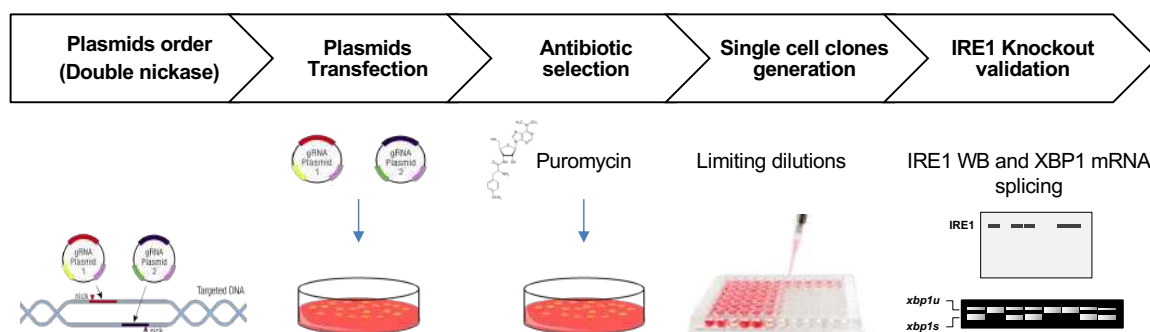 Plasmids order
(Double nickase)
Plasmids
Transfection
Antibiotic
selection
Single cell clones
generation
IRE1 Knockout
validation
gRNA
Plasmid
1
gRNA
Plasmid
2
Puromycin
Limiting dilutions
IRE1 WB and XBP1 mRNA
splicing
IRE1
gRNA
Plasmid
1
gRNA
Plasmid
2
Targeted DNA
nick
nick
xbp1u
xbp1s